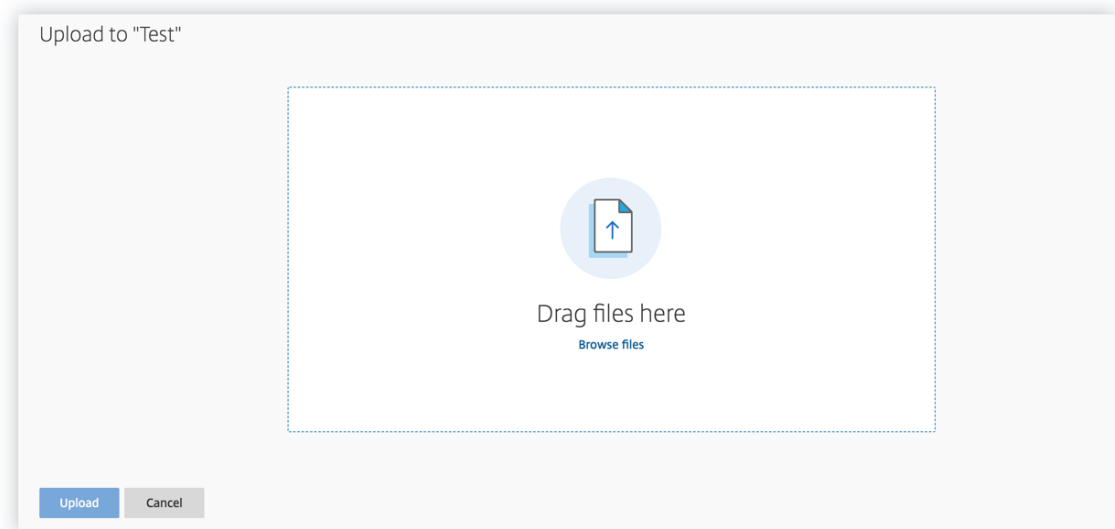 Upload to "Test"
Drag files here
Browse files
Upload
Cancel